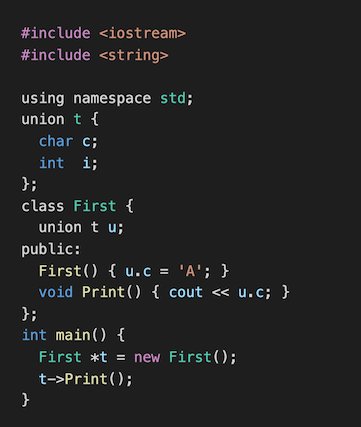 #include <iostream>
#include <string>

using namespace std;
union t {
  char c;
  int  i;
};
class First {
  union t u;
public:
  First() { u.c = 'A'; }
  void Print() { cout << u.c; }
};
int main() {
  First *t = new First();
  t->Print();
}